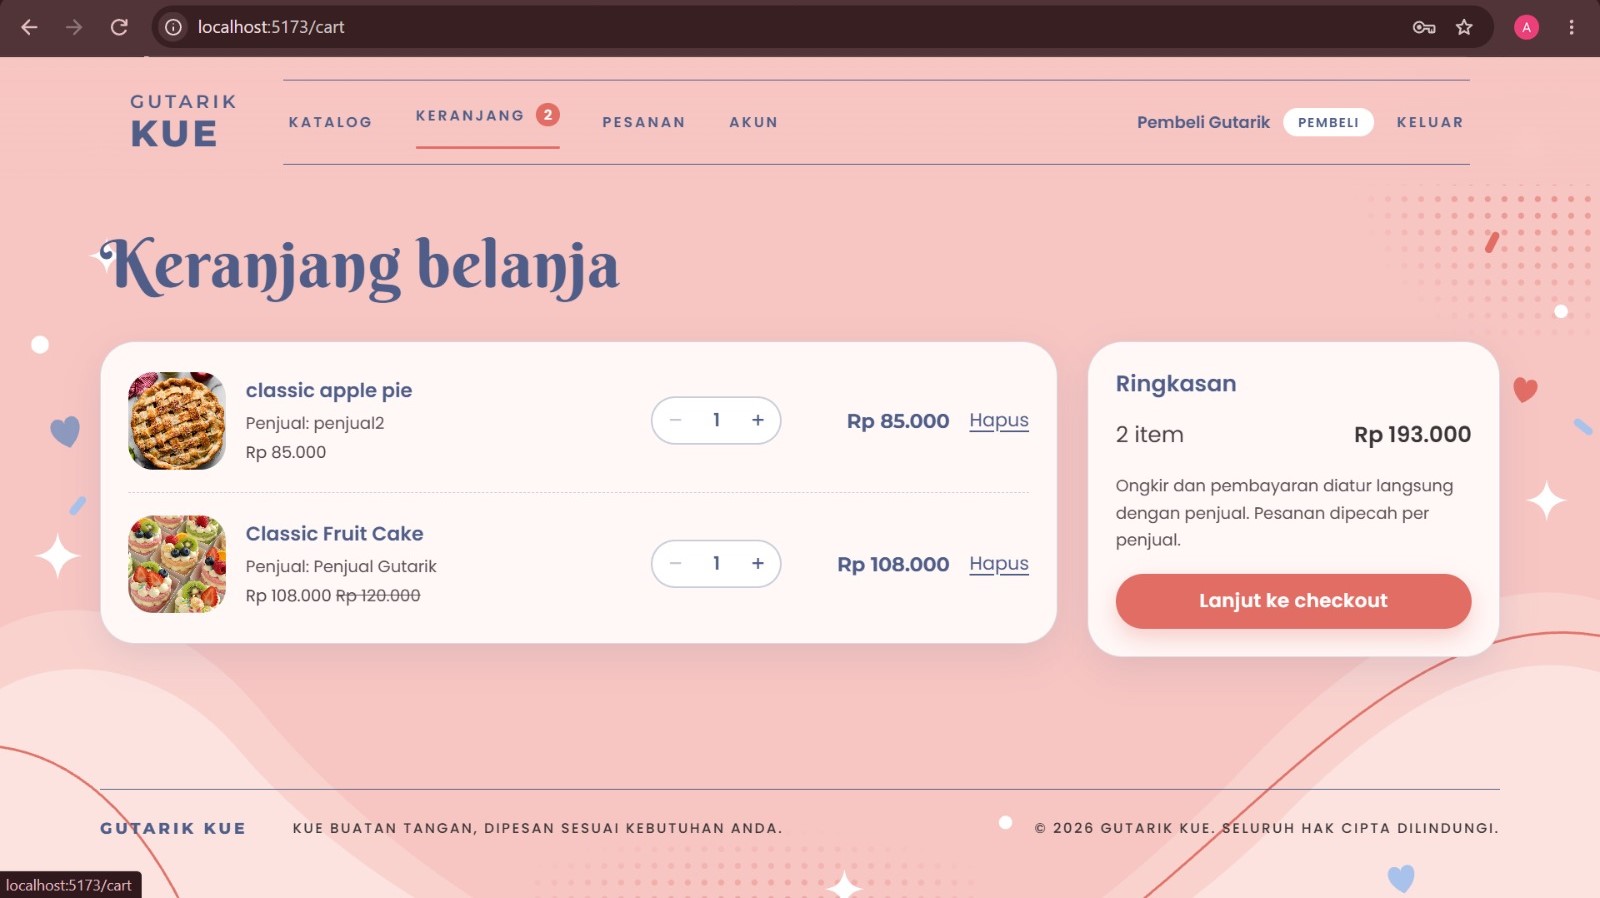 localhost:5173/cart
A
GUTARIK
KUE
KATALOG
KERANJANG 2
PESANAN
AKUN
Pembeli Gutarik
PEMBELI
KELUAR
Keranjang belanja
classic apple pie
Penjual: penjual2
Rp 85.000
− 1 +
Rp 85.000
Hapus
Classic Fruit Cake
Penjual: Penjual Gutarik
Rp 108.000 Rp 120.000
− 1 +
Rp 108.000
Hapus
Ringkasan
2 item
Rp 193.000
Ongkir dan pembayaran diatur langsung
dengan penjual. Pesanan dipecah per
penjual.
Lanjut ke checkout
GUTARIK KUE
KUE BUATAN TANGAN, DIPESAN SESUAI KEBUTUHAN ANDA.
© 2026 GUTARIK KUE. SELURUH HAK CIPTA DILINDUNGI.
localhost:5173/cart